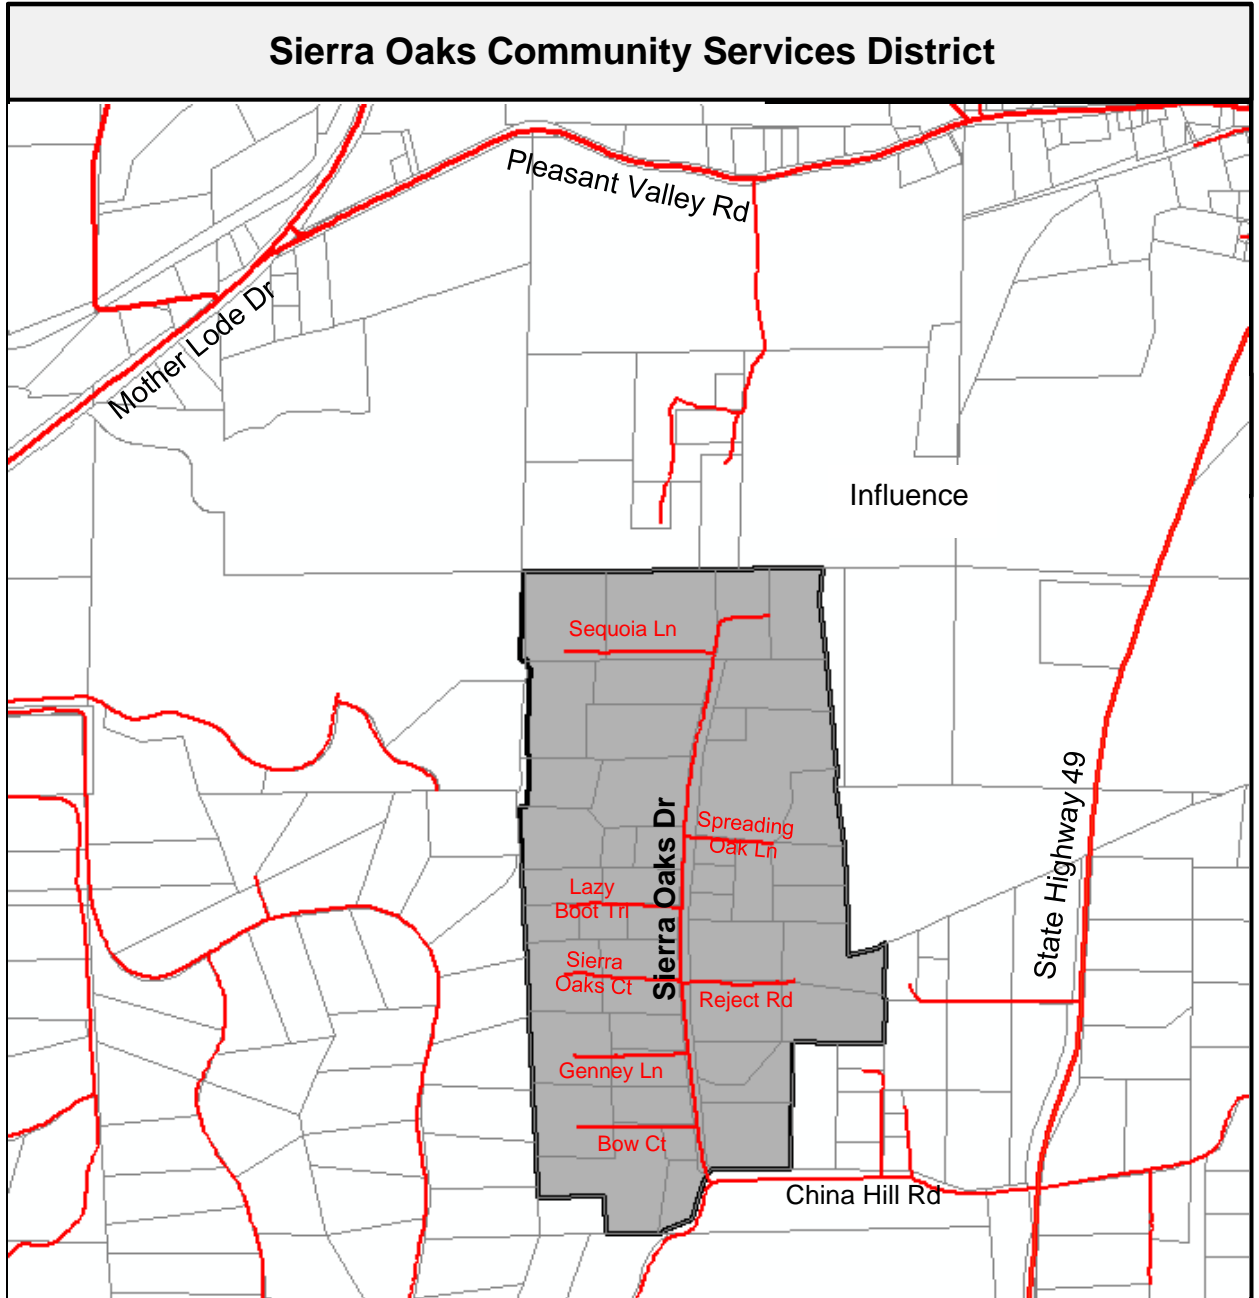 Sierra Oaks Community Services District
Pleasant Valley Rd
Mother Lode Dr
Influence
Sequoia Ln
State Highway 49
Sierra Oaks Dr
Spreading
Oak Ln
Lazy
Boot Trl
Sierra
Oaks Ct
Reject Rd
Genney Ln
Bow Ct
China Hill Rd